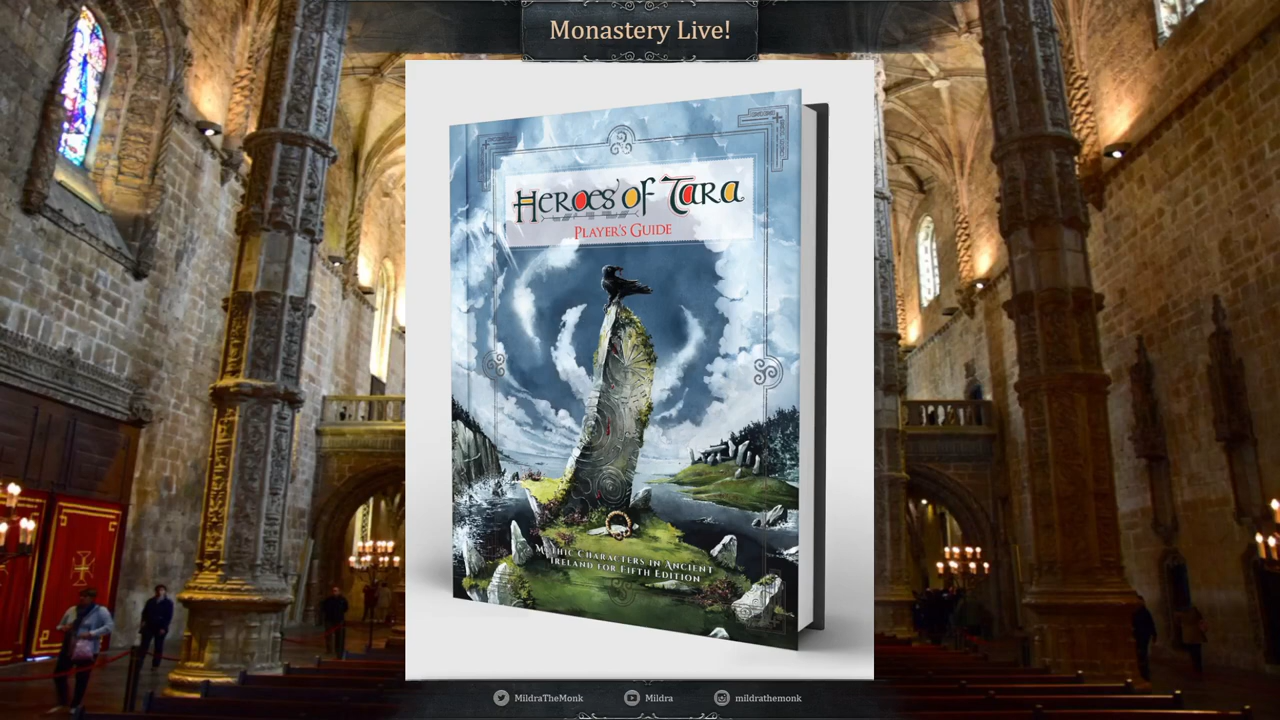 Monastery Live!
Heroes of Tara
Player's Guide
Mythic Characters in Ancient
Ireland for Fifth Edition
MildraTheMonk
Mildra
mildrathemonk